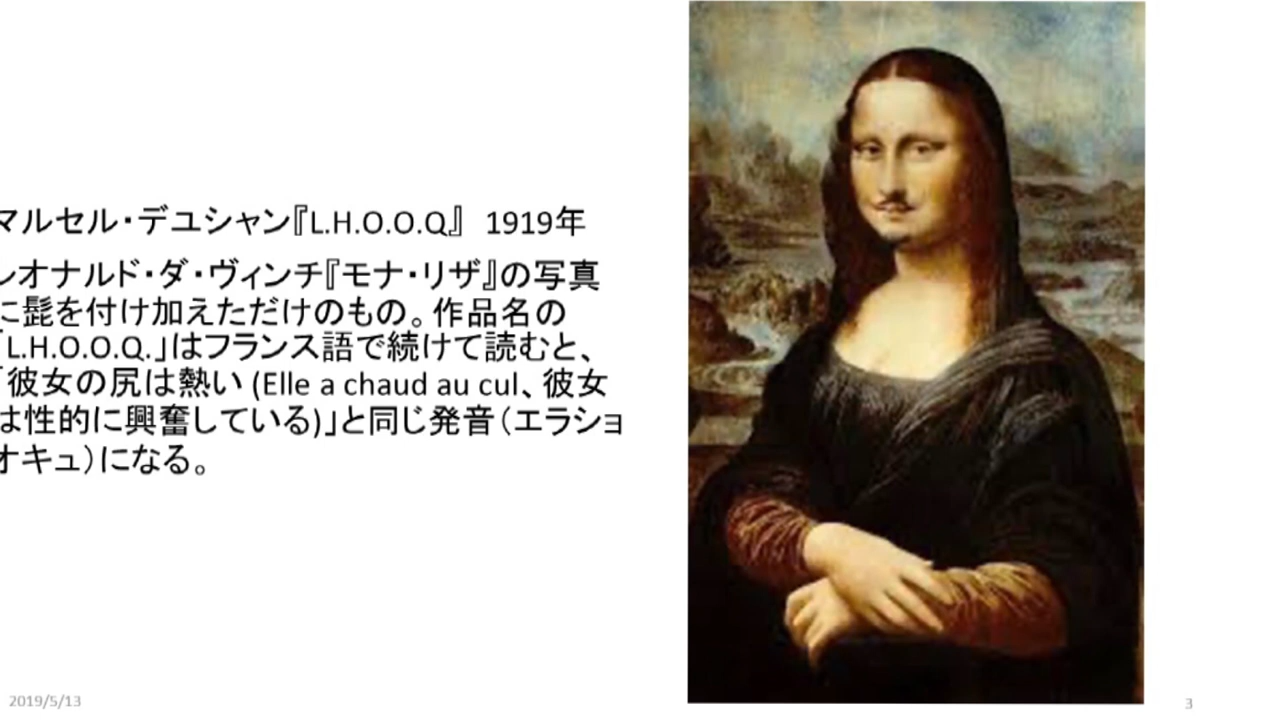 マルセル・デユシャン『L.H.O.O.Q』 1919年
レオナルド・ダ・ヴィンチ『モナ・リザ』の写真
に髭を付け加えただけのもの。作品名の
「L.H.O.O.Q.」はフランス語で続けて読むと、
「彼女の尻は熱い (Elle a chaud au cul、彼女
は性的に興奮している)」と同じ発音（エラショ
オキュ）になる。
2019/5/13
3